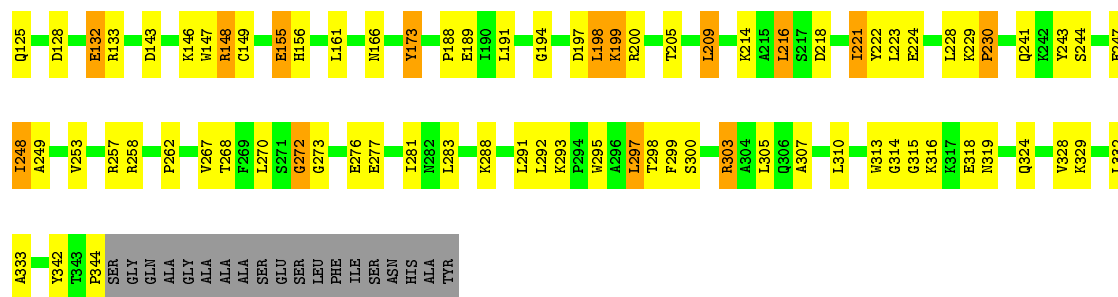 Q125 D128 E132 R133 D143 K146 W147 R148 C149 E155 H156 L161 N166 Y173 P188 E189 I190 L191 G194 D197 L198 K199 R200 T205 L209 K214 A215 L216 S217 D218 I221 Y222 L223 E224 L228 K229 P230 Q241 K242 Y243 S244
I248 A249 V253 R257 R258 P262 V267 T268 F269 L270 S271 G272 G273 E276 E277 I281 N282 L283 K288 L291 L292 K293 P294 W295 A296 L297 T298 F299 S300 R303 A304 L305 Q306 A307 L310 W313 G314 G315 K316 K317 E318 N319 Q324 V328 K329
A333 Y342 T343 P344 SER GLY GLN ALA GLY ALA ALA ALA SER GLU SER LEU PHE ILE SER ASN HIS ALA TYR